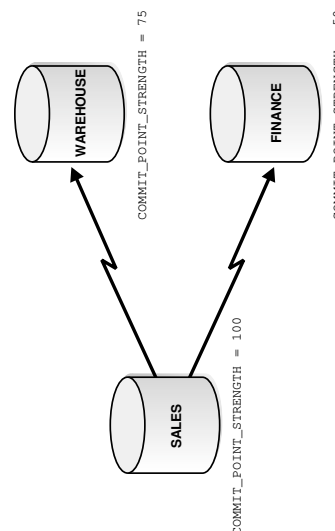 WAREHOUSE
COMMIT_POINT_STRENGTH = 75
SALES
COMMIT_POINT_STRENGTH = 100
FINANCE